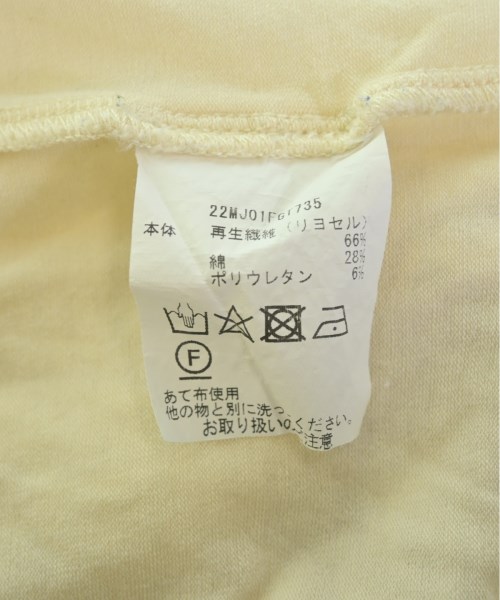 22MJ01FG1735
本体 再生繊維(リヨセル)
66%
綿 28%
ポリウレタン 6%
F
あて布使用
他の物と別に洗っ
お取り扱いください。
注意